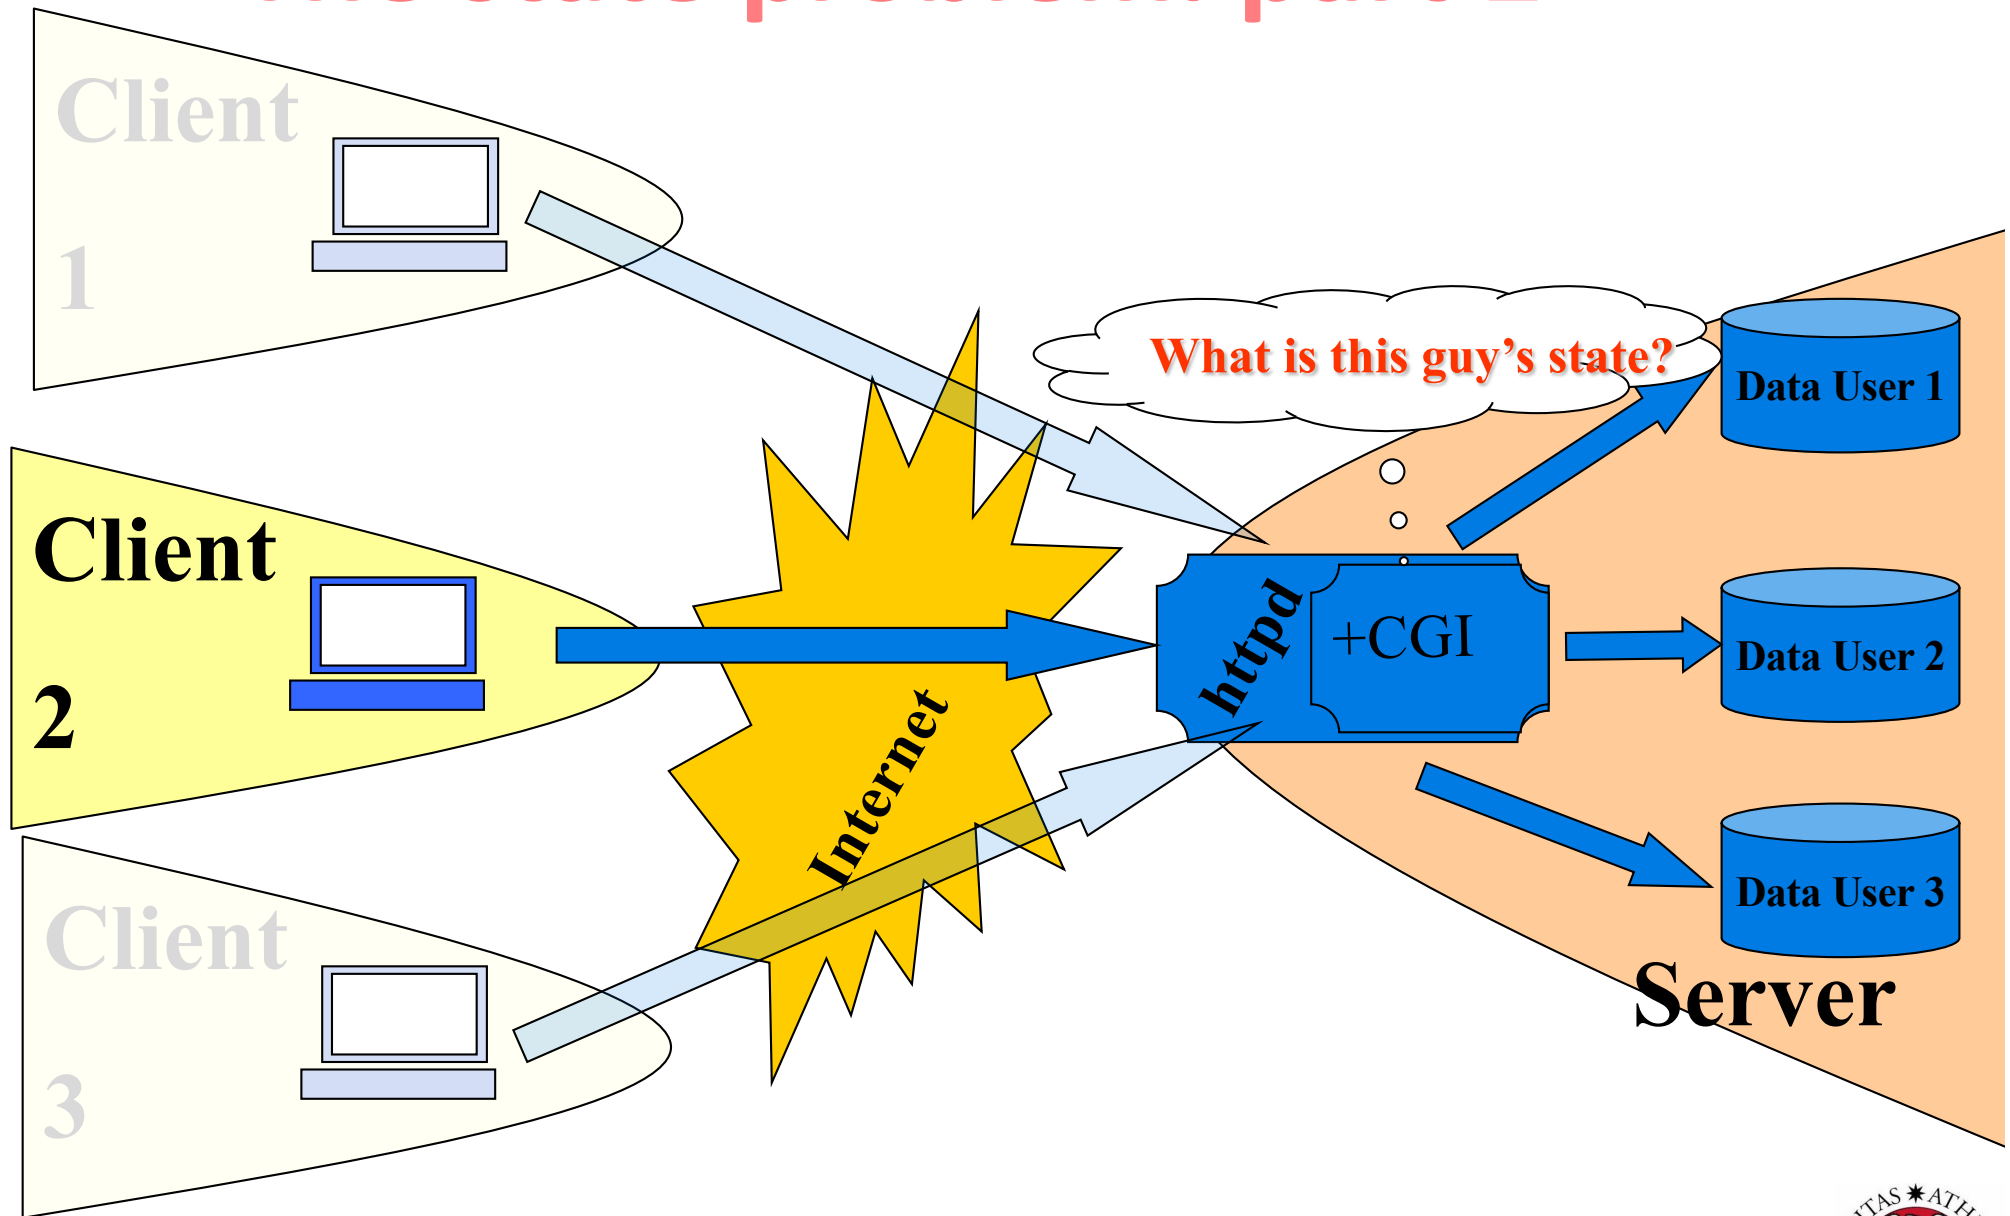 Client
1
What is this guy’s state?
Data User 1
Client
2
httpd
+CGI
Data User 2
Internet
Data User 3
Client
3
Server